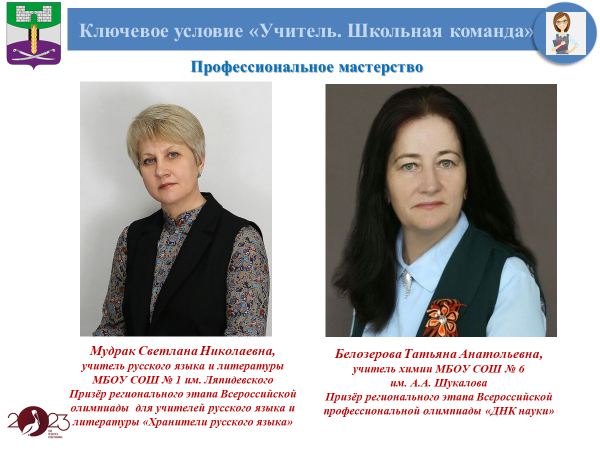 Ключевое условие «Учитель. Школьная команда»
Профессиональное мастерство
Мудрак Светлана Николаевна,
учитель русского языка и литературы
МБОУ СОШ № 1 им. Ляпидевского
Призёр регионального этапа Всероссийской
олимпиады для учителей русского языка и
литературы «Хранители русского языка»
Белозерова Татьяна Анатольевна,
учитель химии МБОУ СОШ № 6
им. А.А. Шукалова
Призёр регионального этапа Всероссийской
профессиональной олимпиады «ДНК науки»
2023